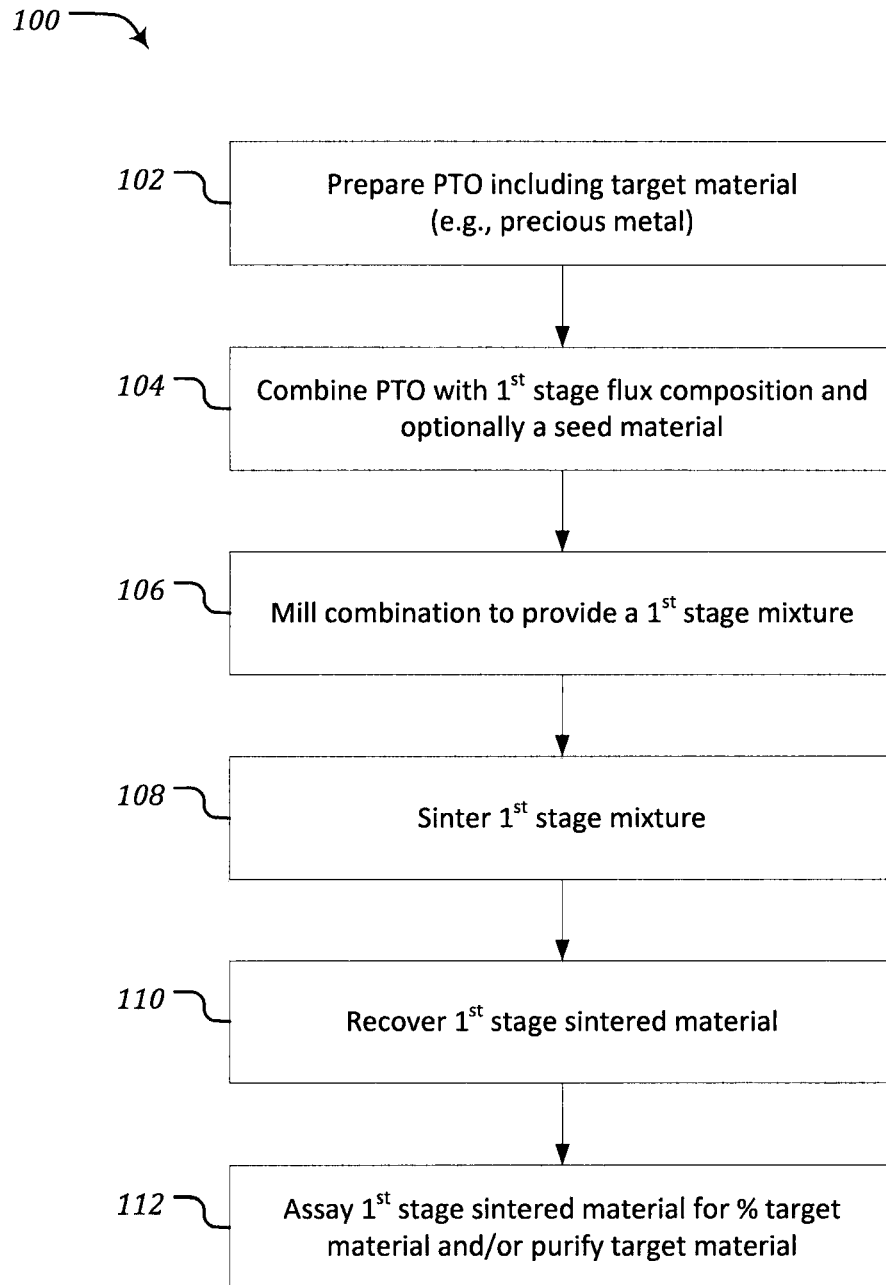 100
102
Prepare PTO including target material
(e.g., precious metal)
104
Combine PTO with 1st stage flux composition and
optionally a seed material
106
Mill combination to provide a 1st stage mixture
108
Sinter 1st stage mixture
110
Recover 1st stage sintered material
112
Assay 1st stage sintered material for % target
material and/or purify target material